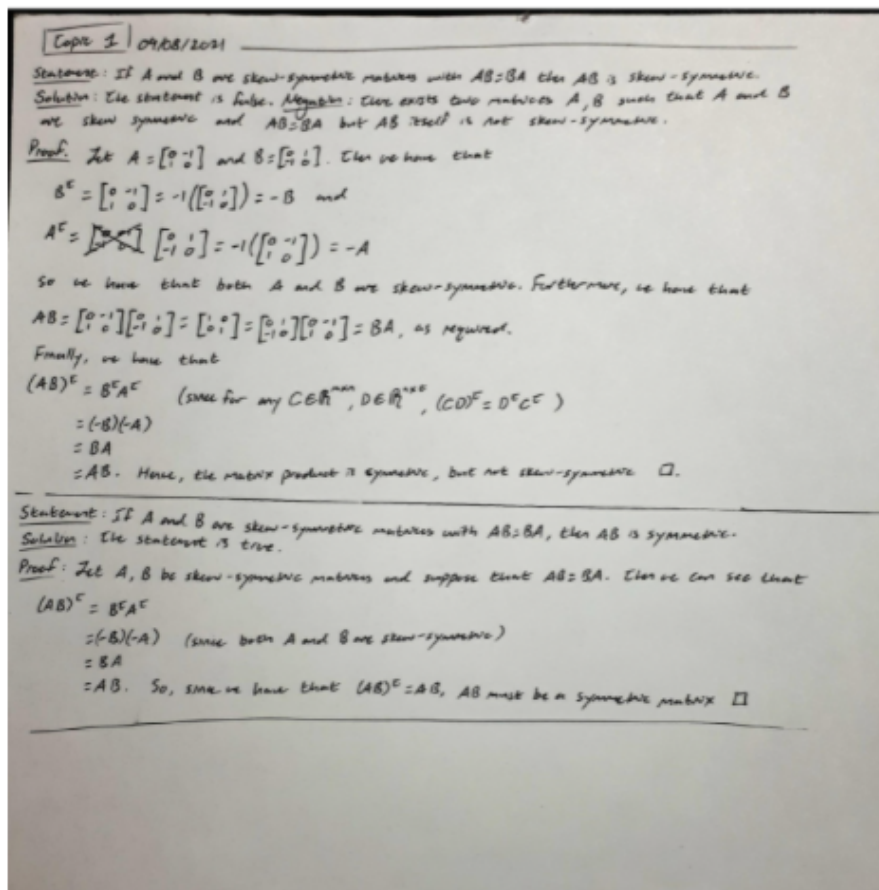 Topic 1 09/08/2021
Statement: If A and B are skew-symmetric matrices with AB=BA then AB is skew-symmetric.
Solution: The statement is false. Negation: There exists two matrices A, B such that A and B
are skew symmetric and AB=BA but AB itself is not skew-symmetric.
Proof. Let A = [0 -1; 1 0] and B = [0 1; -1 0]. Then we have that
B^t = [0 -1; 1 0] = -1([0 1; -1 0]) = -B and
A^t = [0 1; -1 0] = -1([0 -1; 1 0]) = -A
So we have that both A and B are skew-symmetric. Furthermore, we have that
AB = [0 -1; 1 0][0 1; -1 0] = [1 0; 0 1] = [0 1; -1 0][0 -1; 1 0] = BA, as required.
Finally, we have that
(AB)^t = B^t A^t (since for any C∈ℝ^{m×n}, D∈ℝ^{n×t}, (CD)^t = D^t C^t)
= (-B)(-A)
= BA
= AB. Hence, the matrix product is symmetric, but not skew-symmetric □.
Statement: If A and B are skew-symmetric matrices with AB=BA, then AB is symmetric.
Solution: The statement is true.
Proof: Let A, B be skew-symmetric matrices and suppose that AB=BA. Then we can see that
(AB)^t = B^t A^t
= (-B)(-A) (since both A and B are skew-symmetric)
= BA
= AB. So, since we have that (AB)^t = AB, AB must be a symmetric matrix □